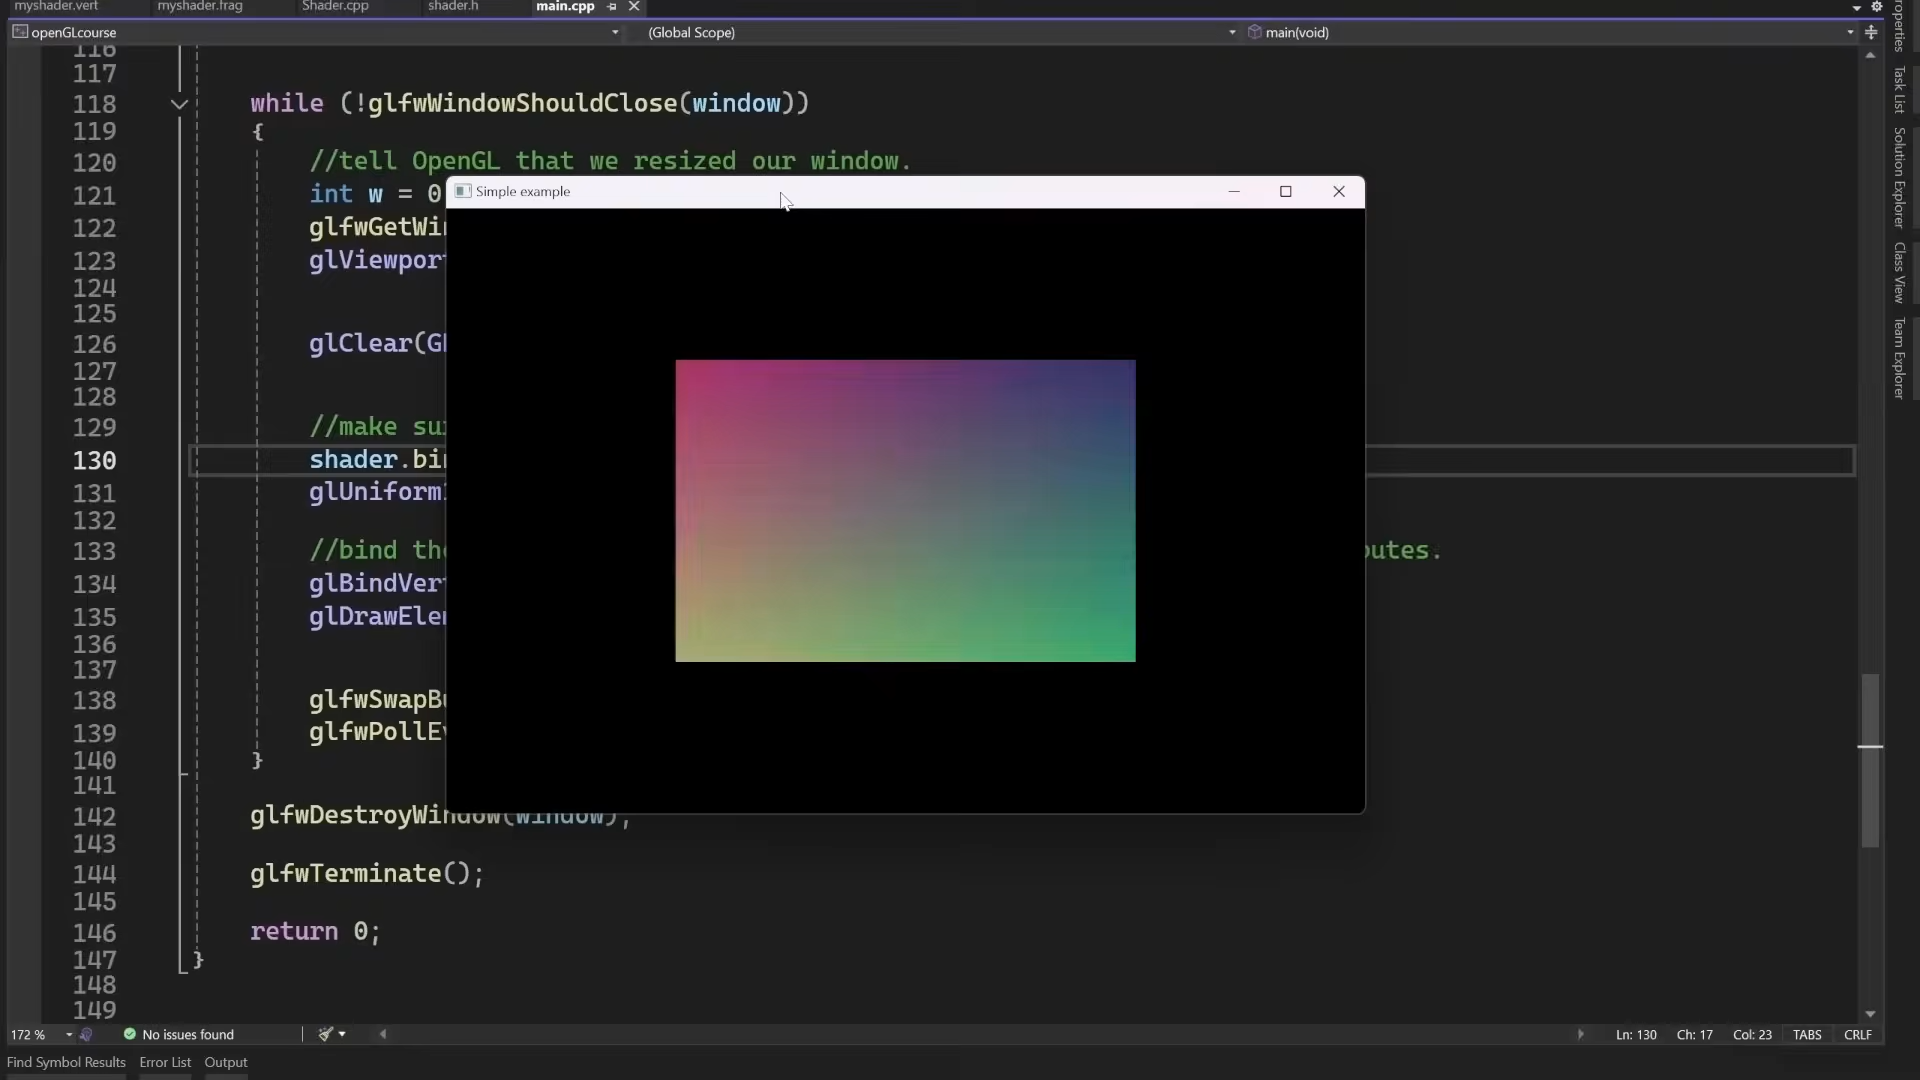 myshader.vert myshader.frag Shader.cpp shader.h main.cpp
openGLcourse (Global Scope) main(void)
116
117
118 while (!glfwWindowShouldClose(window))
119 {
120 //tell OpenGL that we resized our window.
121 int w = 0
122 glfwGetWi
123 glViewpor
124
125
126 glClear(G
127
128
129 //make su
130 shader.bi
131 glUniform
132
133 //bind th butes.
134 glBindVer
135 glDrawEle
136
137
138 glfwSwapB
139 glfwPollE
140 }
141
142 glfwDestroyWindow(window);
143
144 glfwTerminate();
145
146 return 0;
147 }
148
149
Simple example
172 % No issues found Ln: 130 Ch: 17 Col: 23 TABS CRLF
Find Symbol Results Error List Output
roperties
Task List
Solution Explorer
Class View
Team Explorer